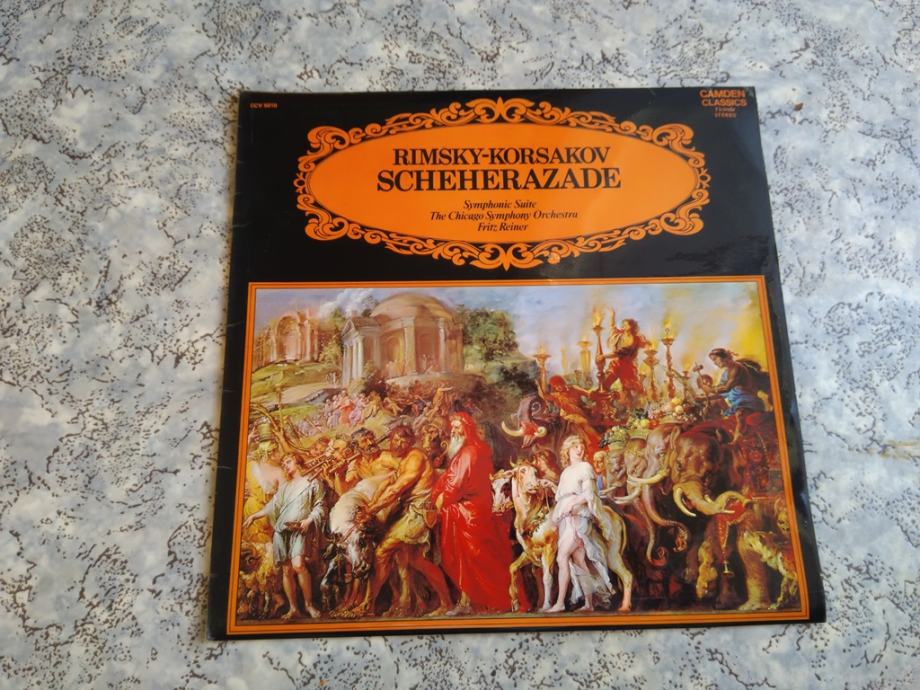 CAMDEN
CLASSICS
STEREO
RIMSKY-KORSAKOV
SCHEHERAZADE
Symphonic Suite
The Chicago Symphony Orchestra
Fritz Reiner